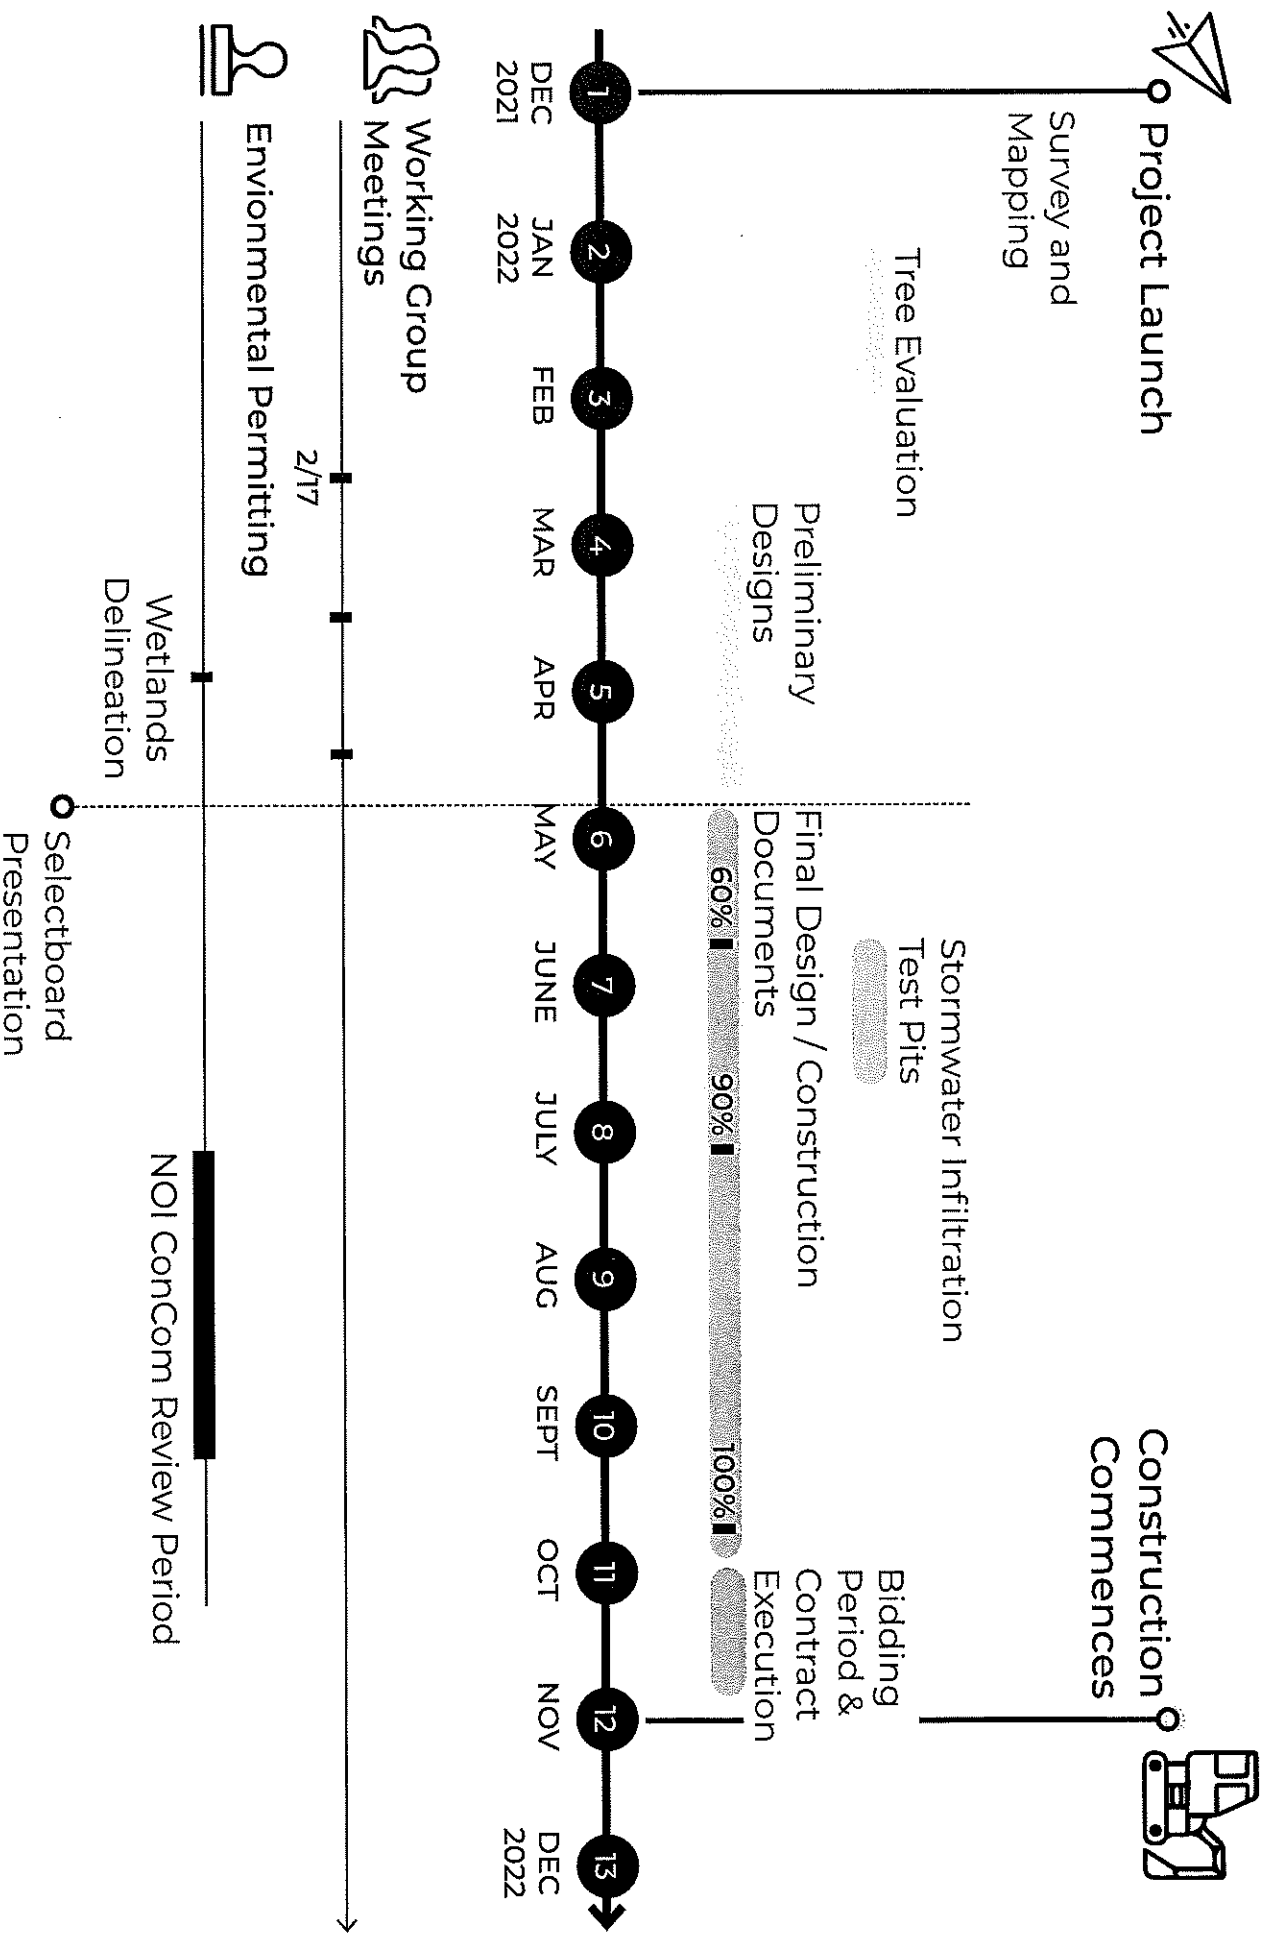 Project Launch
Survey and
Mapping
Tree Evaluation
Preliminary
Designs
Final Design / Construction
Documents
60%
90%
100%
Stormwater Infiltration
Test Pits
Bidding
Period &
Contract
Execution
Construction
Commences
1
2
3
4
5
6
7
8
9
10
11
12
13
DEC
2021
JAN
2022
FEB
MAR
APR
MAY
JUNE
JULY
AUG
SEPT
OCT
NOV
DEC
2022
Working Group
Meetings
2/17
Envionmental Permitting
Wetlands
Delineation
NOI ConCom Review Period
Selectboard
Presentation